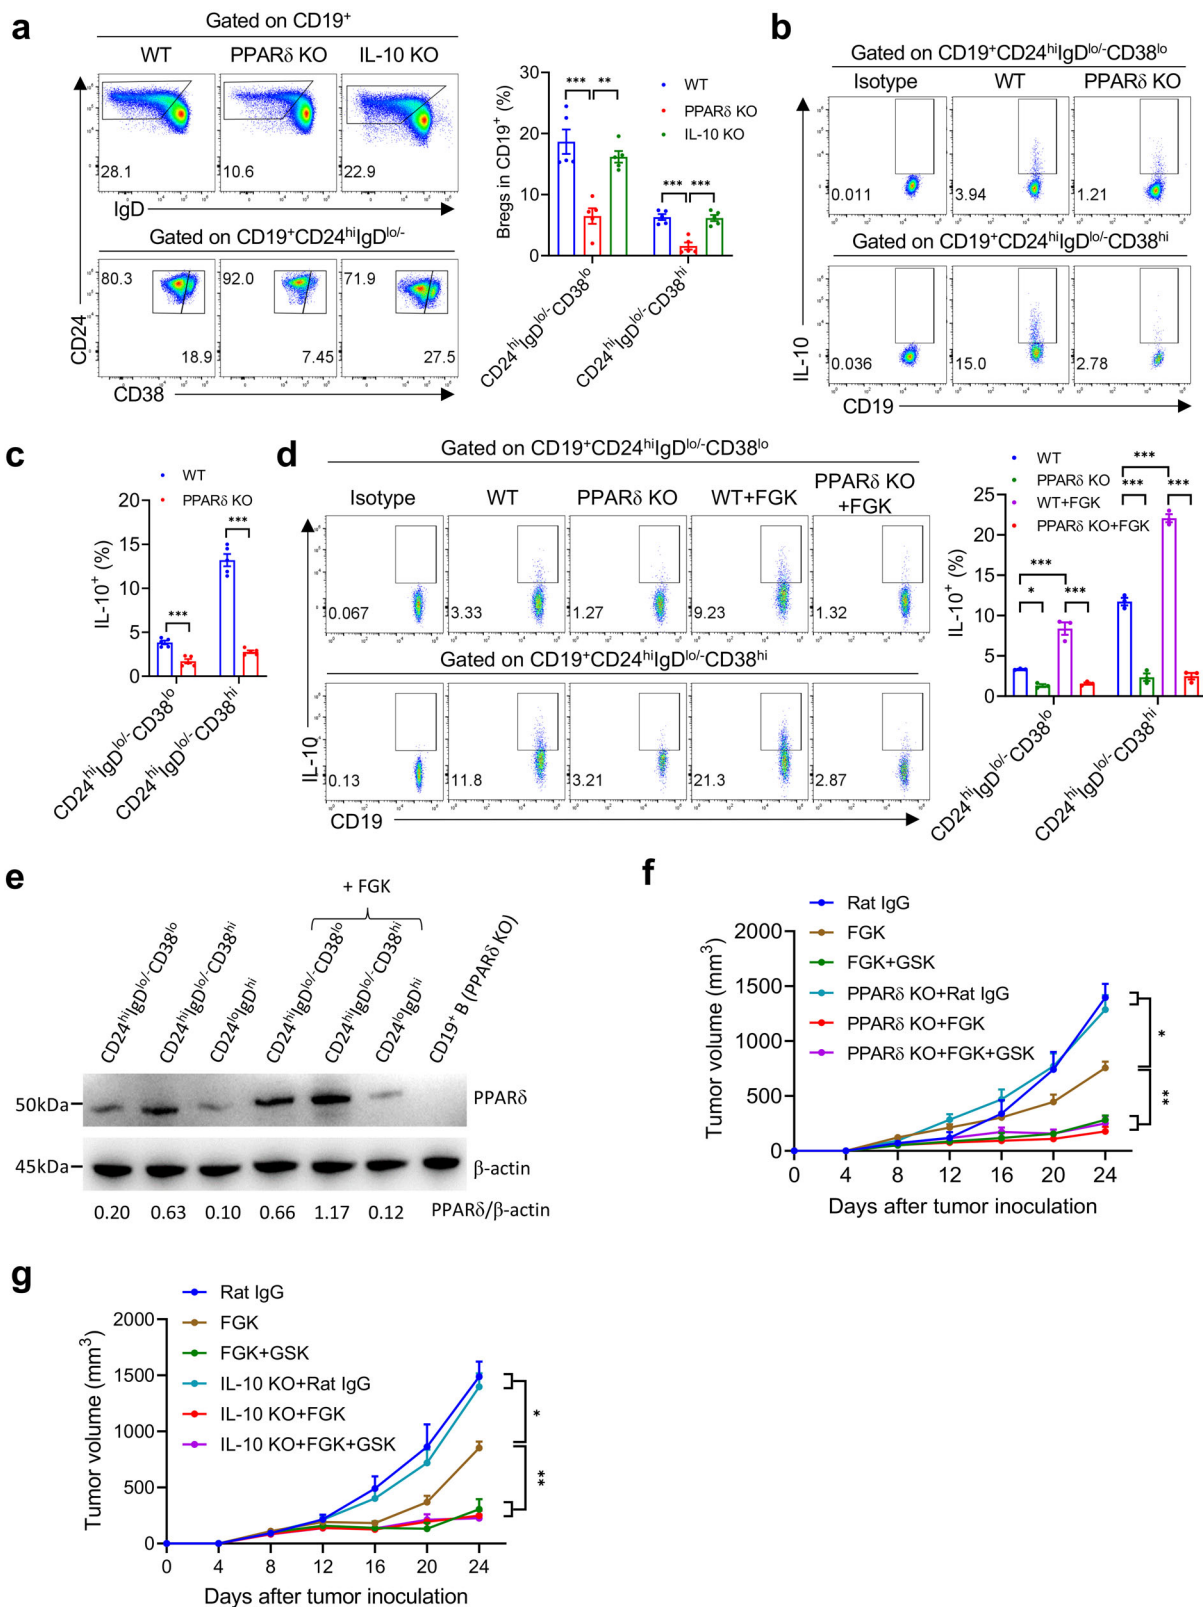 a
Gated on CD19⁺
WT PPARδ KO IL-10 KO
28.1 10.6 22.9
CD24
IgD
Gated on CD19⁺CD24ʰⁱIgDˡᵒ/⁻
80.3 92.0 71.9
18.9 7.45 27.5
CD38
Bregs in CD19⁺ (%)
30
20
10
0
*** **
*** ***
WT
PPARδ KO
IL-10 KO
CD24ʰⁱIgDˡᵒ/⁻CD38ˡᵒ
CD24ʰⁱIgDˡᵒ/⁻CD38ʰⁱ
b
Gated on CD19⁺CD24ʰⁱIgDˡᵒ/⁻CD38ˡᵒ
Isotype WT PPARδ KO
0.011 3.94 1.21
Gated on CD19⁺CD24ʰⁱIgDˡᵒ/⁻CD38ʰⁱ
0.036 15.0 2.78
IL-10
CD19
c
WT
PPARδ KO
IL-10⁺ (%)
20
15
10
5
0
***
***
CD24ʰⁱIgDˡᵒ/⁻CD38ˡᵒ
CD24ʰⁱIgDˡᵒ/⁻CD38ʰⁱ
d
Gated on CD19⁺CD24ʰⁱIgDˡᵒ/⁻CD38ˡᵒ
Isotype WT PPARδ KO WT+FGK PPARδ KO
+FGK
0.067 3.33 1.27 9.23 1.32
Gated on CD19⁺CD24ʰⁱIgDˡᵒ/⁻CD38ʰⁱ
0.13 11.8 3.21 21.3 2.87
IL-10
CD19
WT
PPARδ KO
WT+FGK
PPARδ KO+FGK
IL-10⁺ (%)
25
20
15
10
5
0
***
* ***
***
*** ***
CD24ʰⁱIgDˡᵒ/⁻CD38ˡᵒ
CD24ʰⁱIgDˡᵒ/⁻CD38ʰⁱ
e
+ FGK
CD24ʰⁱIgDˡᵒ/⁻CD38ˡᵒ
CD24ʰⁱIgDˡᵒ/⁻CD38ʰⁱ
CD24ˡᵒIgDʰⁱ
CD24ʰⁱIgDˡᵒ/⁻CD38ˡᵒ
CD24ʰⁱIgDˡᵒ/⁻CD38ʰⁱ
CD24ˡᵒIgDʰⁱ
CD19⁺ B (PPARδ KO)
50kDa PPARδ
45kDa β-actin
0.20 0.63 0.10 0.66 1.17 0.12 PPARδ/β-actin
f
Rat IgG
FGK
FGK+GSK
PPARδ KO+Rat IgG
PPARδ KO+FGK
PPARδ KO+FGK+GSK
Tumor volume (mm³)
2000
1500
1000
500
0
*
**
0 4 8 12 16 20 24
Days after tumor inoculation
g
Rat IgG
FGK
FGK+GSK
IL-10 KO+Rat IgG
IL-10 KO+FGK
IL-10 KO+FGK+GSK
Tumor volume (mm³)
2000
1500
1000
500
0
*
**
0 4 8 12 16 20 24
Days after tumor inoculation